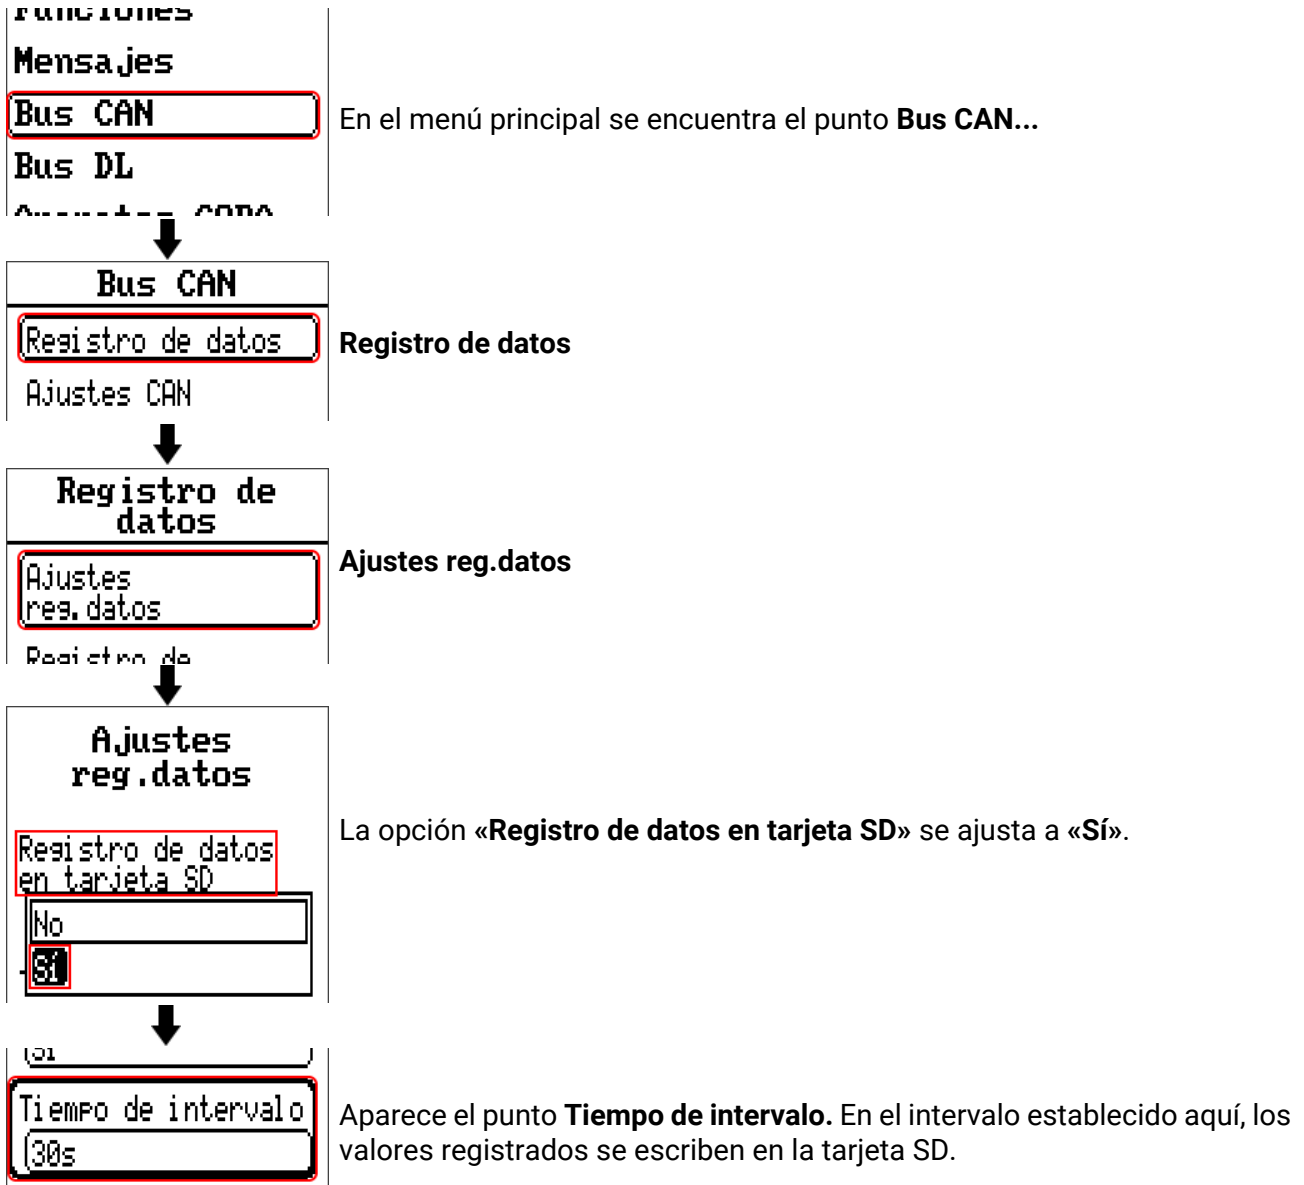 Funciones
Mensajes
Bus CAN
En el menú principal se encuentra el punto Bus CAN...
Bus DL
Bus CAN
Registro de datos
Registro de datos
Ajustes CAN
Registro de
datos
Ajustes
reg.datos
Ajustes reg.datos
Registro de
Ajustes
reg.datos
Registro de datos
en tarjeta SD
La opción «Registro de datos en tarjeta SD» se ajusta a «Sí».
No
Sí
Sí
Tiempo de intervalo
30s
Aparece el punto Tiempo de intervalo. En el intervalo establecido aquí, los
valores registrados se escriben en la tarjeta SD.